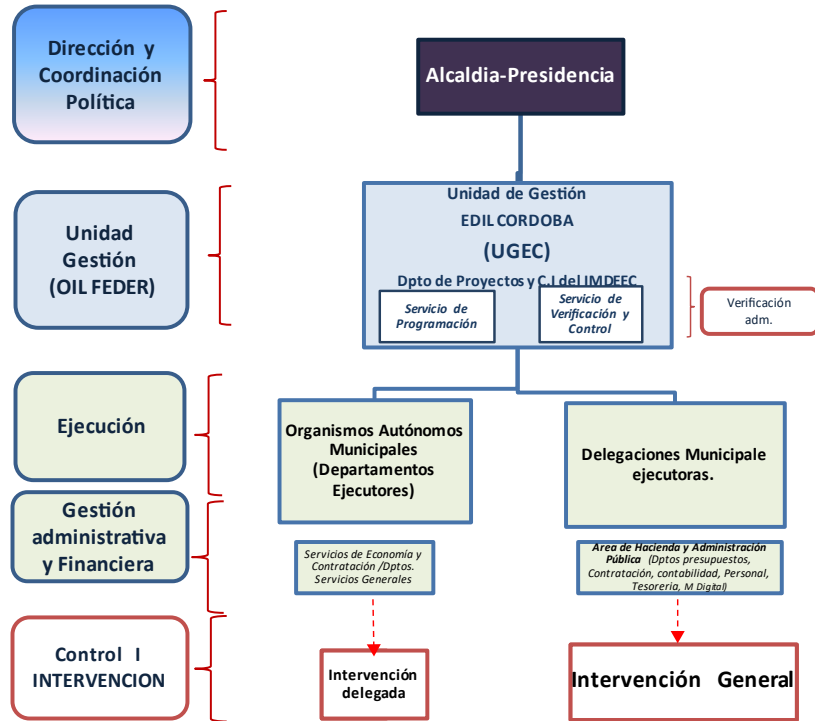 Dirección y
Coordinación
Política
Alcaldia-Presidencia
Unidad
Gestión
(OIL FEDER)
Unidad de Gestión
EDIL CORDOBA
(UGEC)
Dpto de Proyectos y C.I del IMDEEC
Servicio de
Programación
Servicio de
Verificación y
Control
Verificación
adm.
Ejecución
Organismos Autónomos
Municipales
(Departamentos
Ejecutores)
Delegaciones Municipale
ejecutoras.
Gestión
administrativa
y Financiera
Servicios de Economía y
Contratación /Dptos.
Servicios Generales
Area de Hacienda y Administración
Pública (Dptos presupuestos,
Contratación, contabilidad, Personal,
Tesoreria, M Digital)
Control I
INTERVENCION
Intervención
delegada
Intervención General